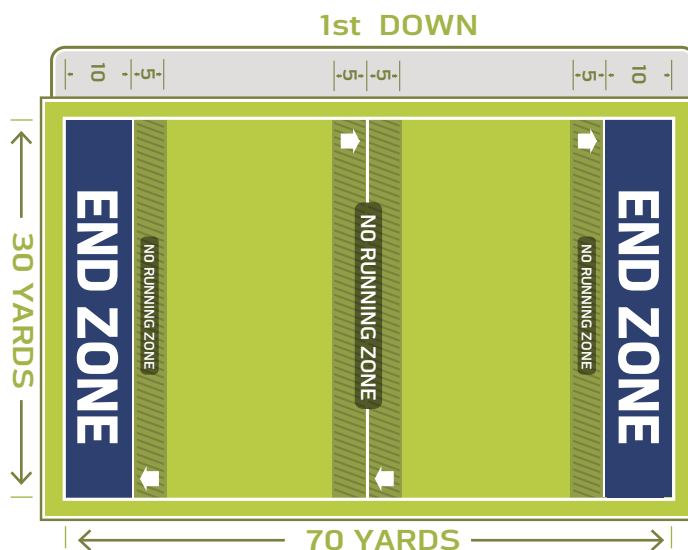 1st DOWN
10
5
5
5
5
10
END ZONE
NO RUNNING ZONE
NO RUNNING ZONE
NO RUNNING ZONE
END ZONE
30 YARDS
70 YARDS